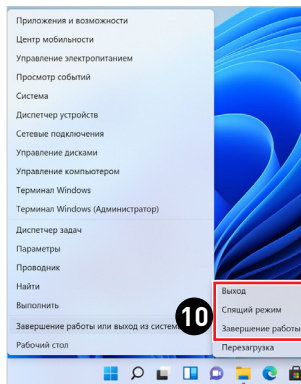 Приложения и возможности
Центр мобильности
Управление электропитанием
Просмотр событий
Система
Диспетчер устройств
Сетевые подключения
Управление дисками
Управление компьютером
Терминал Windows
Терминал Windows (Администратор)
Диспетчер задач
Параметры
Проводник
Найти
Выполнить
Завершение работы или выход из систем
Рабочий стол
10
Выход
Спящий режим
Завершение работы
Перезагрузка